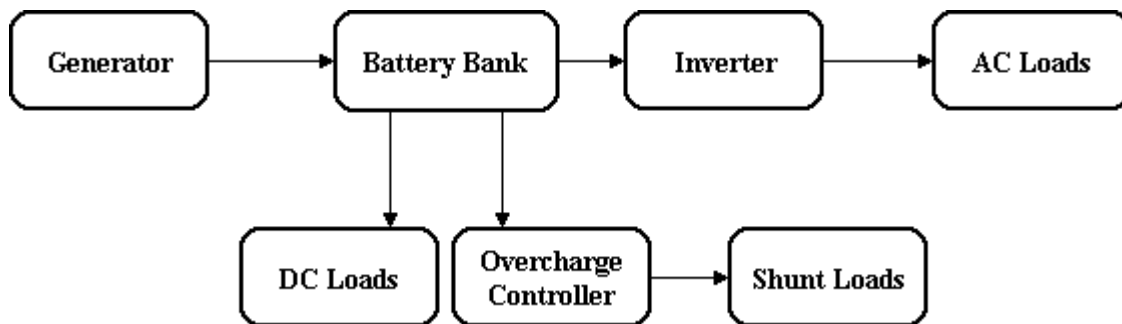 Generator
Battery Bank
Inverter
AC Loads
DC Loads
Overcharge
Controller
Shunt Loads